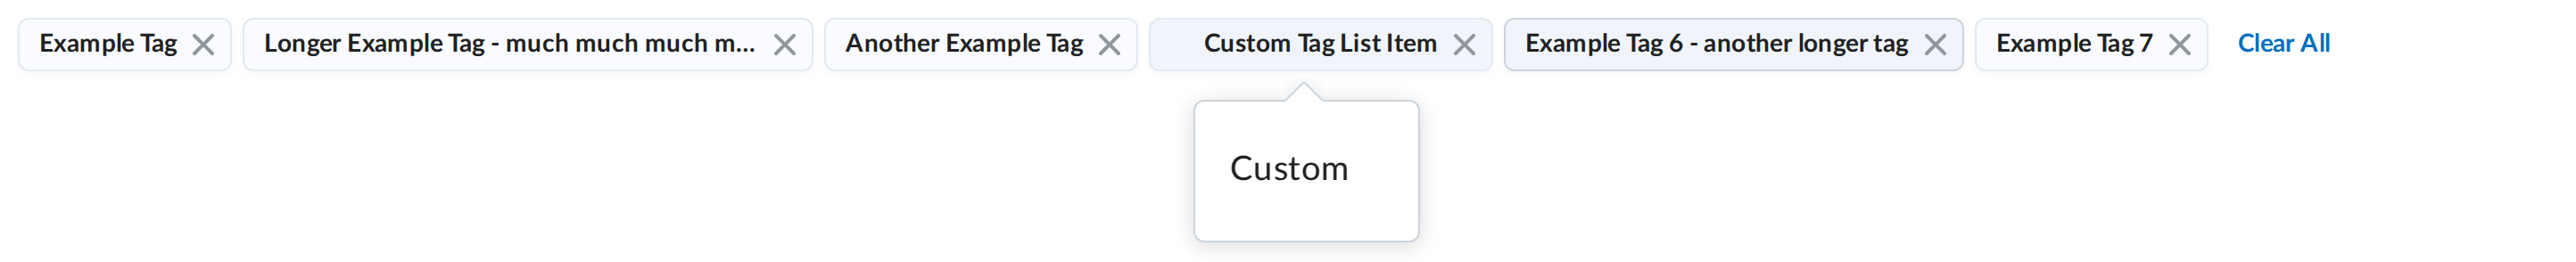 Example Tag
Longer Example Tag - much much much m...
Another Example Tag
Custom Tag List Item
Example Tag 6 - another longer tag
Example Tag 7
Clear All
Custom